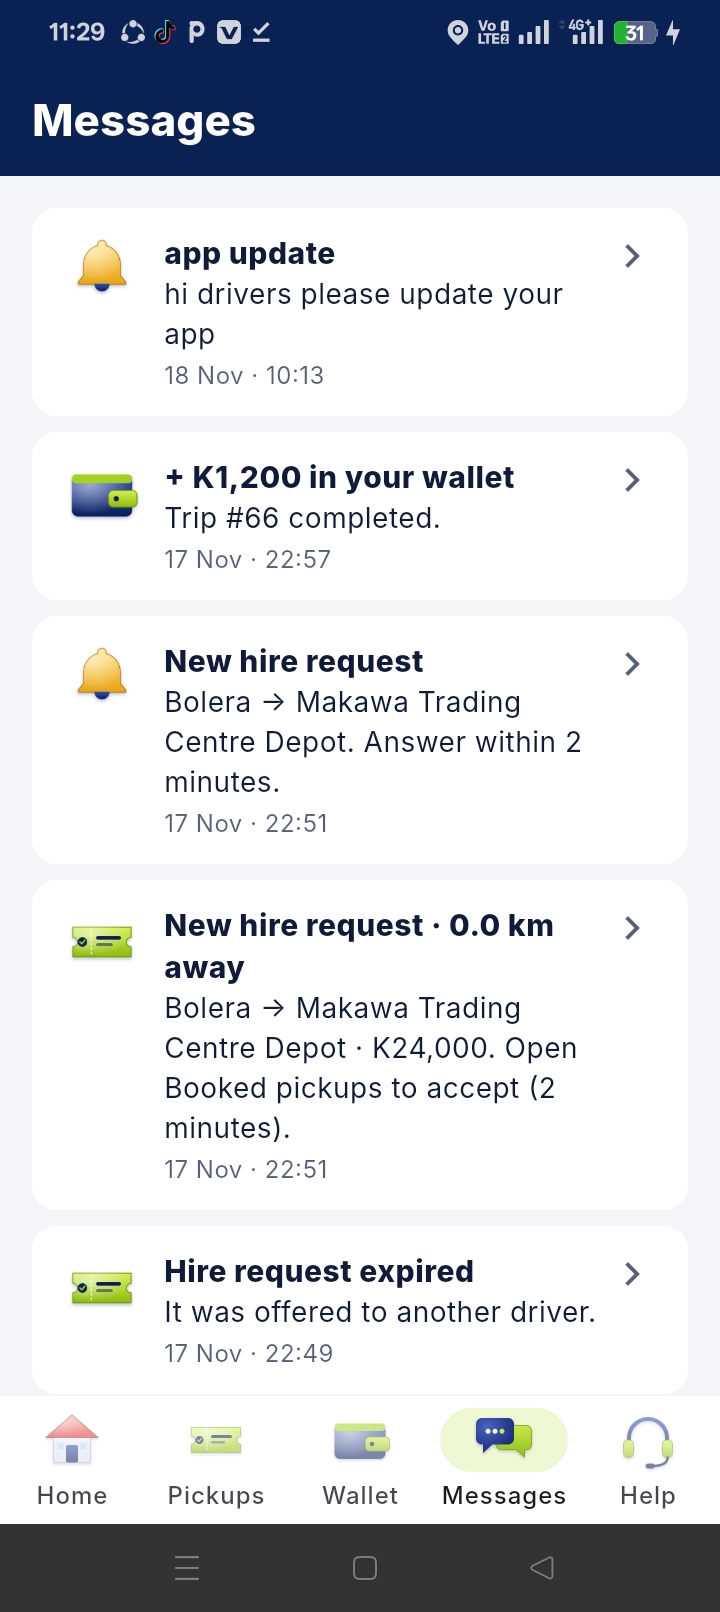 11:29
Vo LTE2
4G+
31
Messages
app update
hi drivers please update your
app
18 Nov · 10:13
+ K1,200 in your wallet
Trip #66 completed.
17 Nov · 22:57
New hire request
Bolera → Makawa Trading
Centre Depot. Answer within 2
minutes.
17 Nov · 22:51
New hire request · 0.0 km
away
Bolera → Makawa Trading
Centre Depot · K24,000. Open
Booked pickups to accept (2
minutes).
17 Nov · 22:51
Hire request expired
It was offered to another driver.
17 Nov · 22:49
Home
Pickups
Wallet
Messages
Help